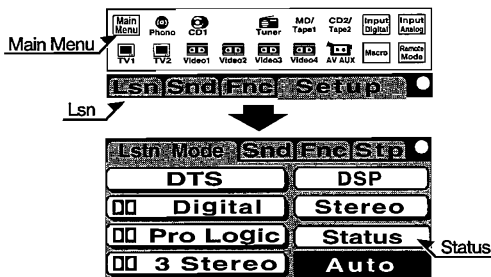 Main Menu
Main Menu Phono CD1 Tuner MD/ Tape1 CD2/ Tape2 Input Digital Input Analog
TV1 TV2 Video1 Video2 Video3 Video4 AV AUX Macro Remote Mode
Lsn Snd Fnc Setup
Lsn
Lstn Mode Snd Fnc Stp
DTS DSP
Digital Stereo
Pro Logic Status
Status
3 Stereo Auto